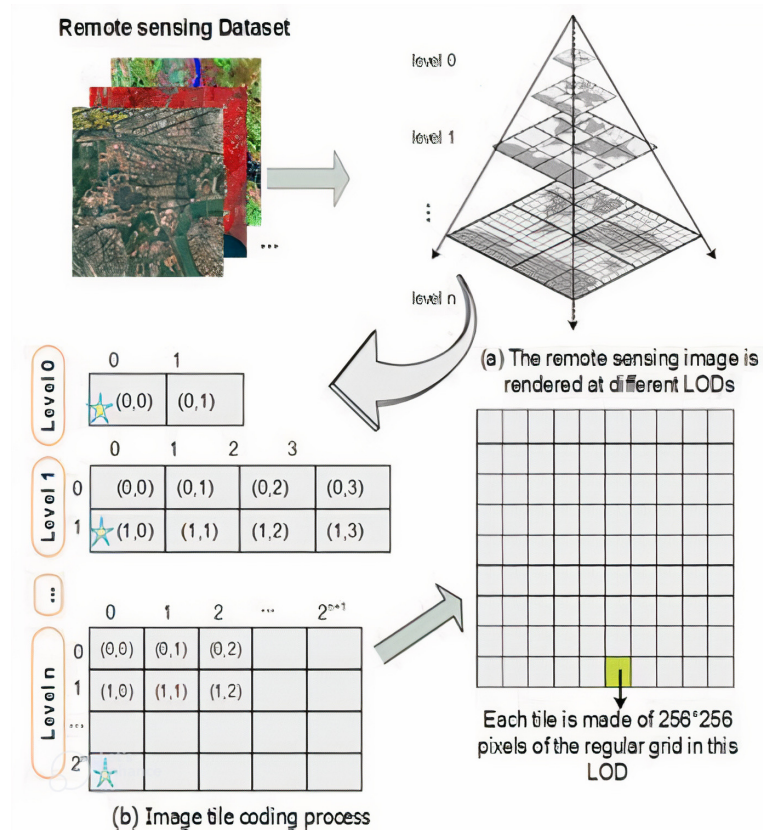 Remote sensing Dataset
...
level 0
level 1
...
level n
(a) The remote sensing image is
rendered at different LODs
Level 0
0 1
(0,0) (0,1)
Level 1
0 1 2 3
0 (0,0) (0,1) (0,2) (0,3)
1 (1,0) (1,1) (1,2) (1,3)
...
Level n
0 1 2 ... 2ⁿ⁺¹
0 (0,0) (0,1) (0,2)
1 (1,0) (1,1) (1,2)
...
Each tile is made of 256*256
pixels of the regular grid in this
LOD
(b) Image tile coding process